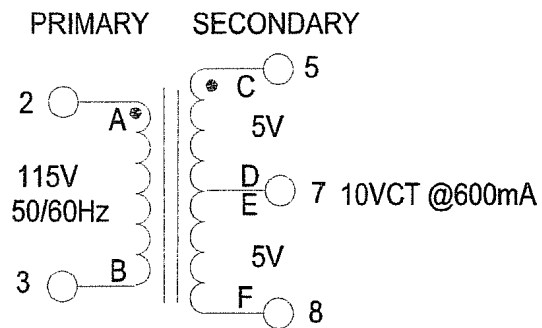 PRIMARY SECONDARY
5
C
2
A
5V
115V
50/60Hz
D
7 10VCT @600mA
E
5V
3
B
F
8